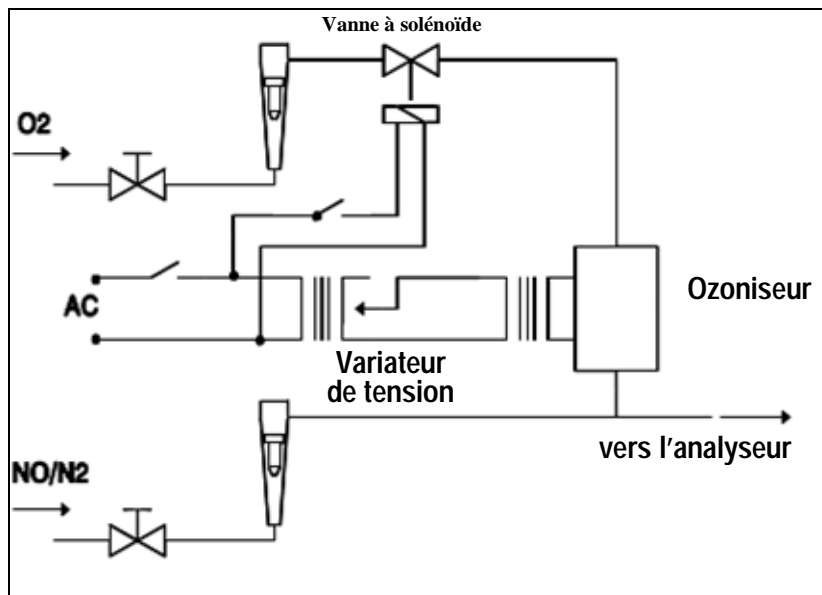 Vanne à solénoïde
O2
AC
Ozoniseur
Variateur
de tension
vers l'analyseur
NO/N2